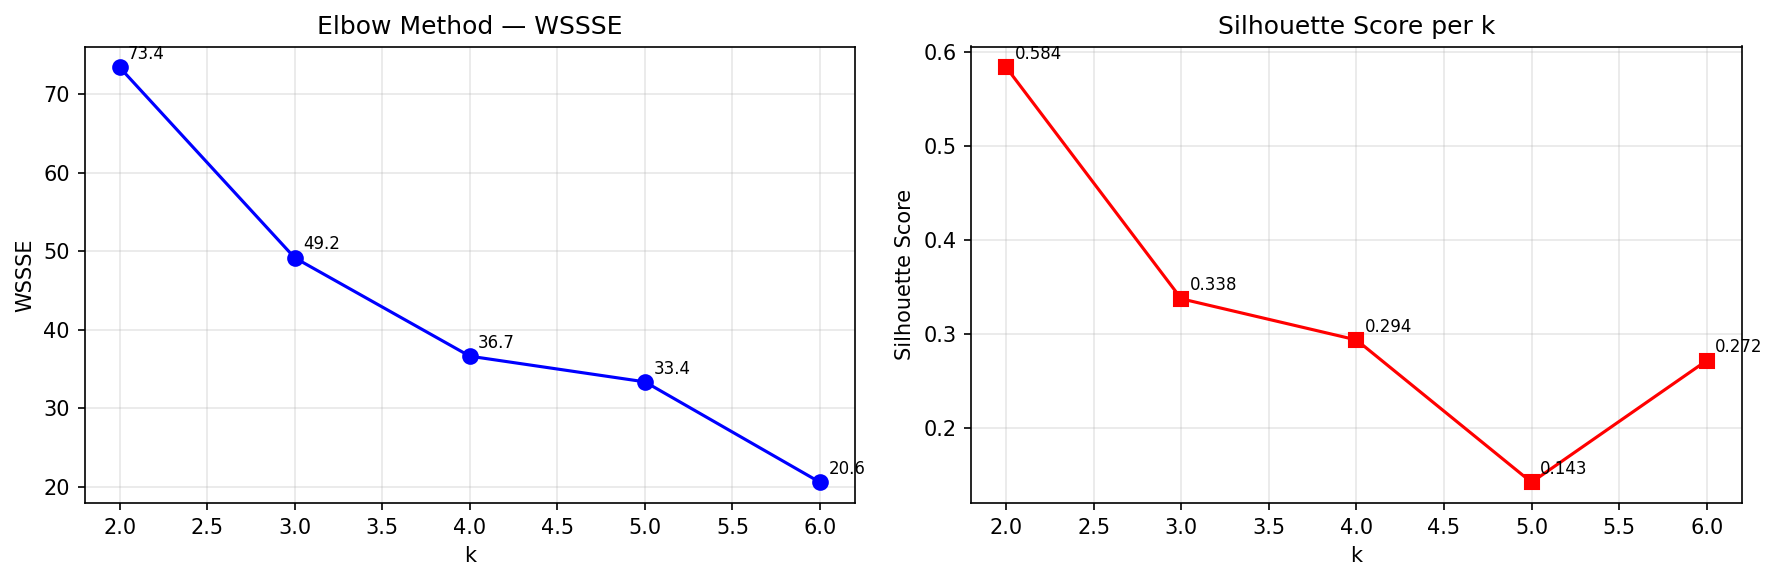 Elbow Method — WSSSE
WSSSE
70
60
50
40
30
20
73.4
49.2
36.7
33.4
20.6
2.0 2.5 3.0 3.5 4.0 4.5 5.0 5.5 6.0
k
Silhouette Score per k
Silhouette Score
0.6
0.5
0.4
0.3
0.2
0.584
0.338
0.294
0.143
0.272
2.0 2.5 3.0 3.5 4.0 4.5 5.0 5.5 6.0
k